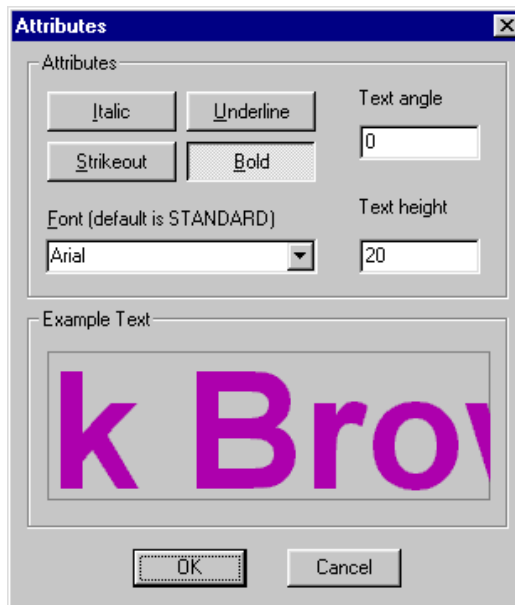 Attributes
Attributes
Italic
Underline
Text angle
0
Strikeout
Bold
Font (default is STANDARD)
Text height
Arial
20
Example Text
k Brow
OK
Cancel